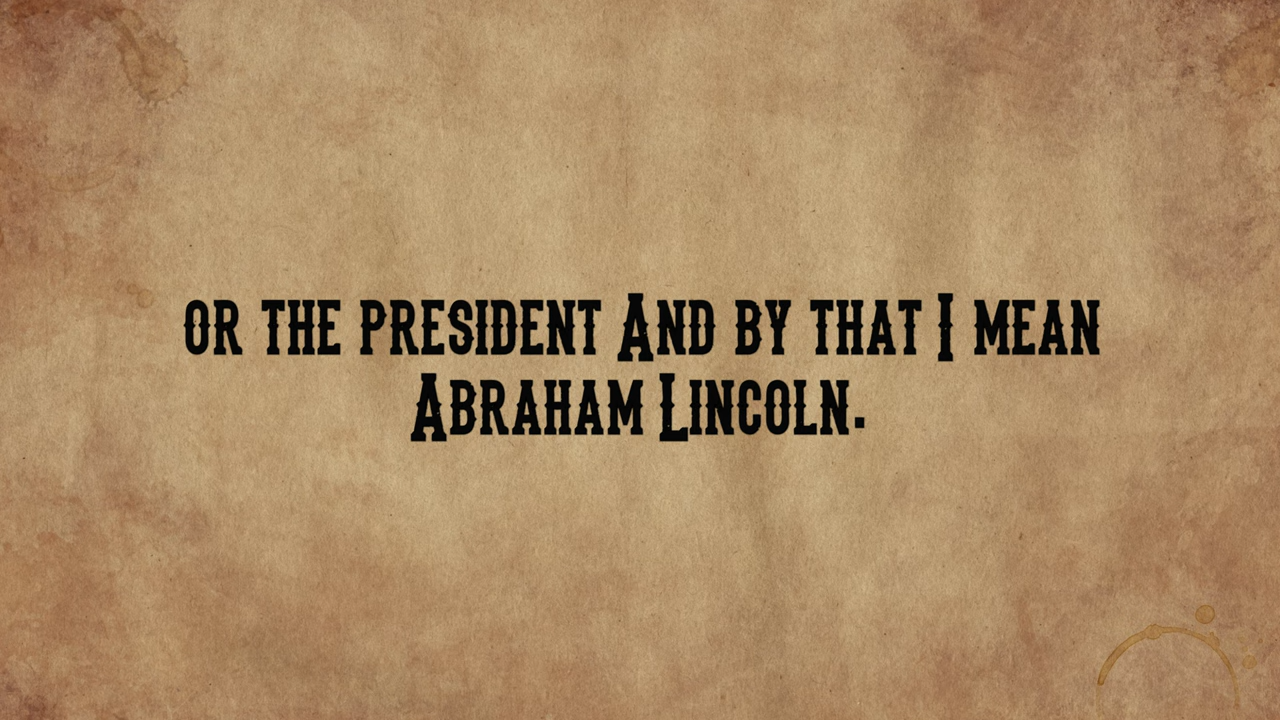 or the president And by that I mean
Abraham Lincoln.